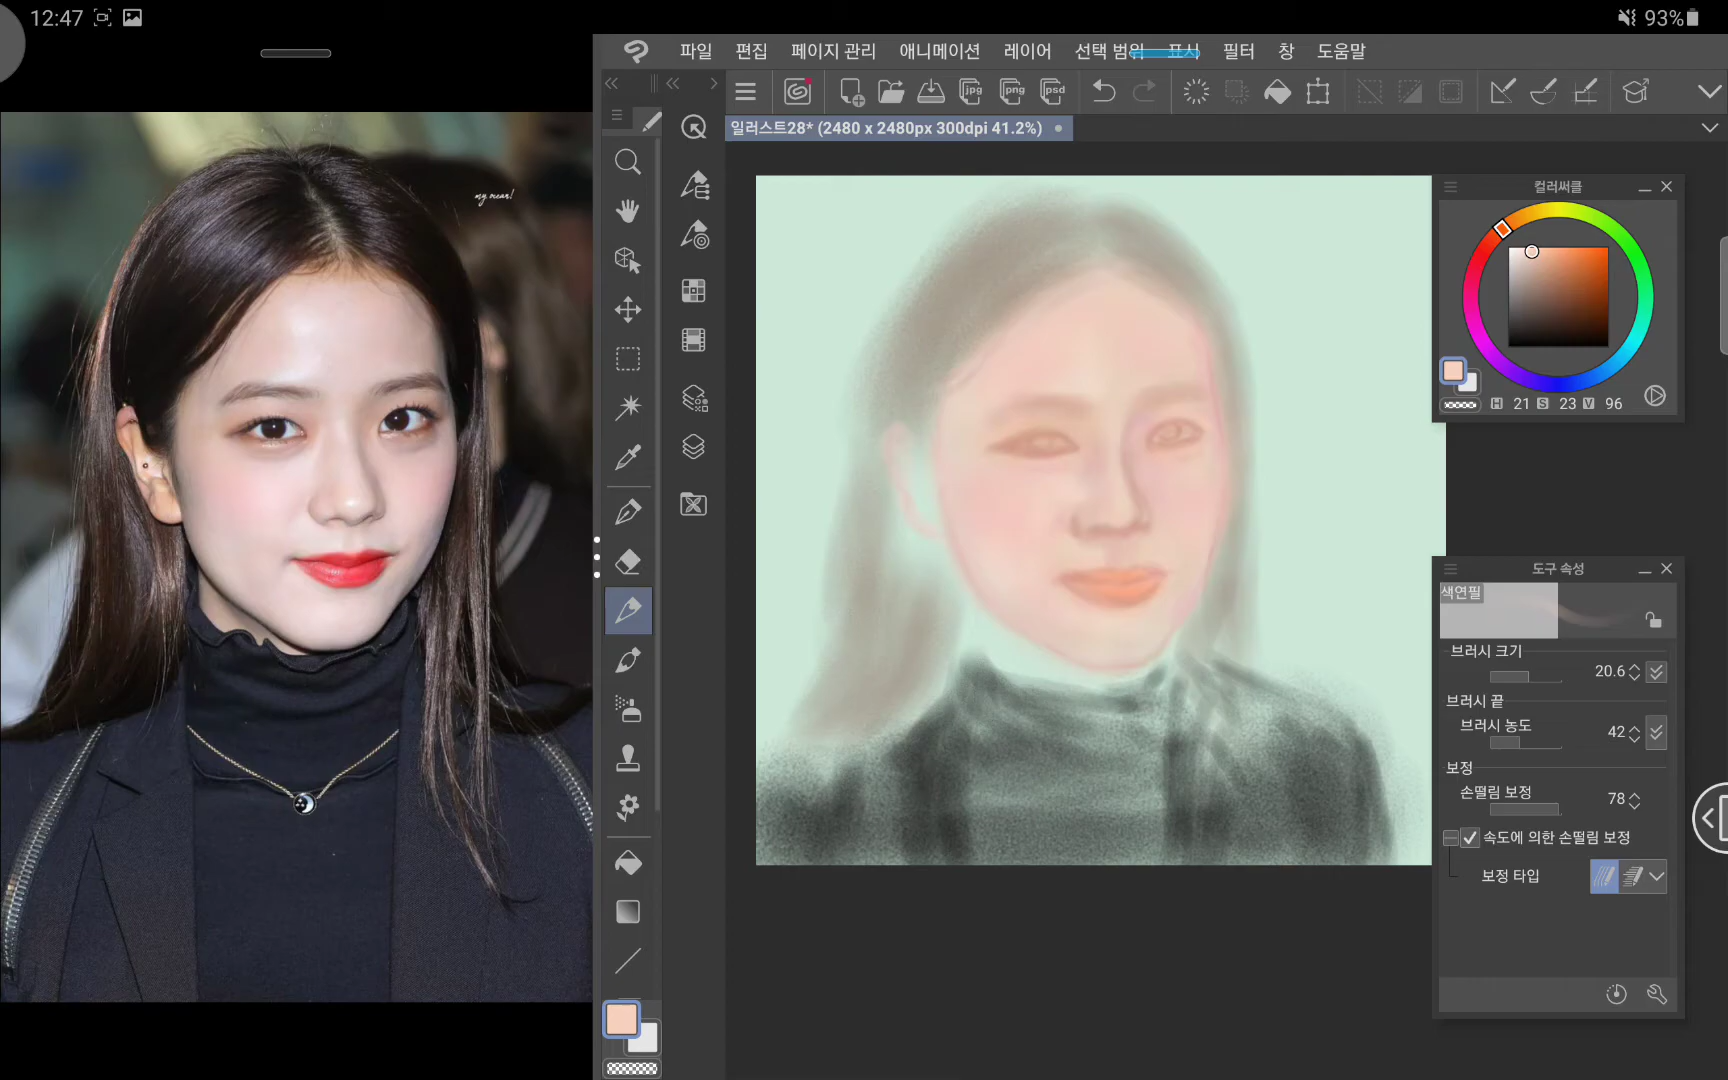 12:47
93%
파일 편집 페이지 관리 애니메이션 레이어 선택 범위 표시 필터 창 도움말
jpg png psd
일러스트28* (2480 x 2480px 300dpi 41.2%)
my, mean!
컬러써클
H 21 S 23 V 96
도구 속성
색연필
브러시 크기
20.6
브러시 끝
브러시 농도
42
보정
손떨림 보정
78
속도에 의한 손떨림 보정
보정 타입